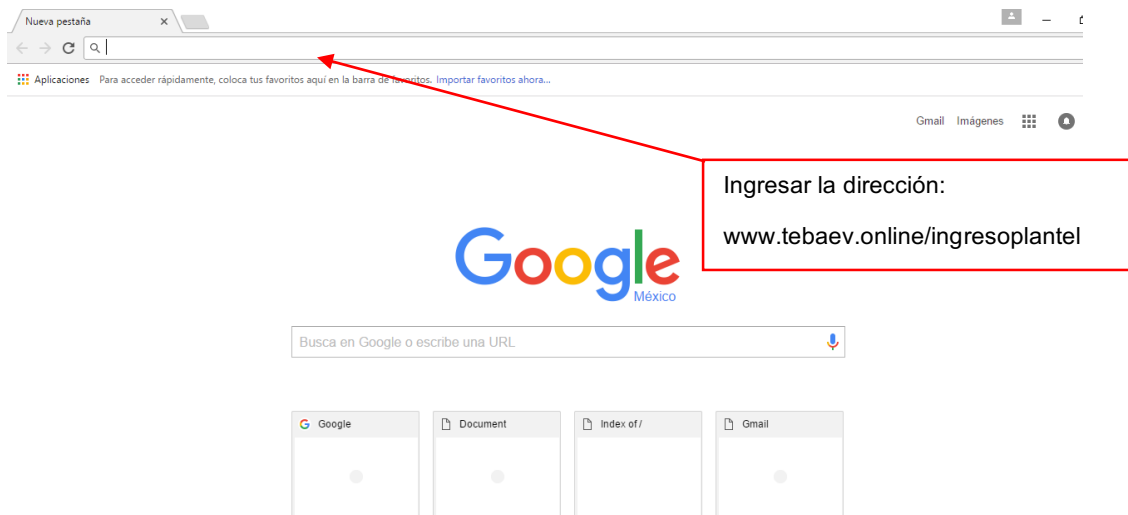 Nueva pestaña
Aplicaciones Para acceder rápidamente, coloca tus favoritos aquí en la barra de favoritos. Importar favoritos ahora...
Gmail Imágenes
Ingresar la dirección:
www.tebaev.online/ingresoplantel
Google
México
Busca en Google o escribe una URL
Google Document Index of / Gmail